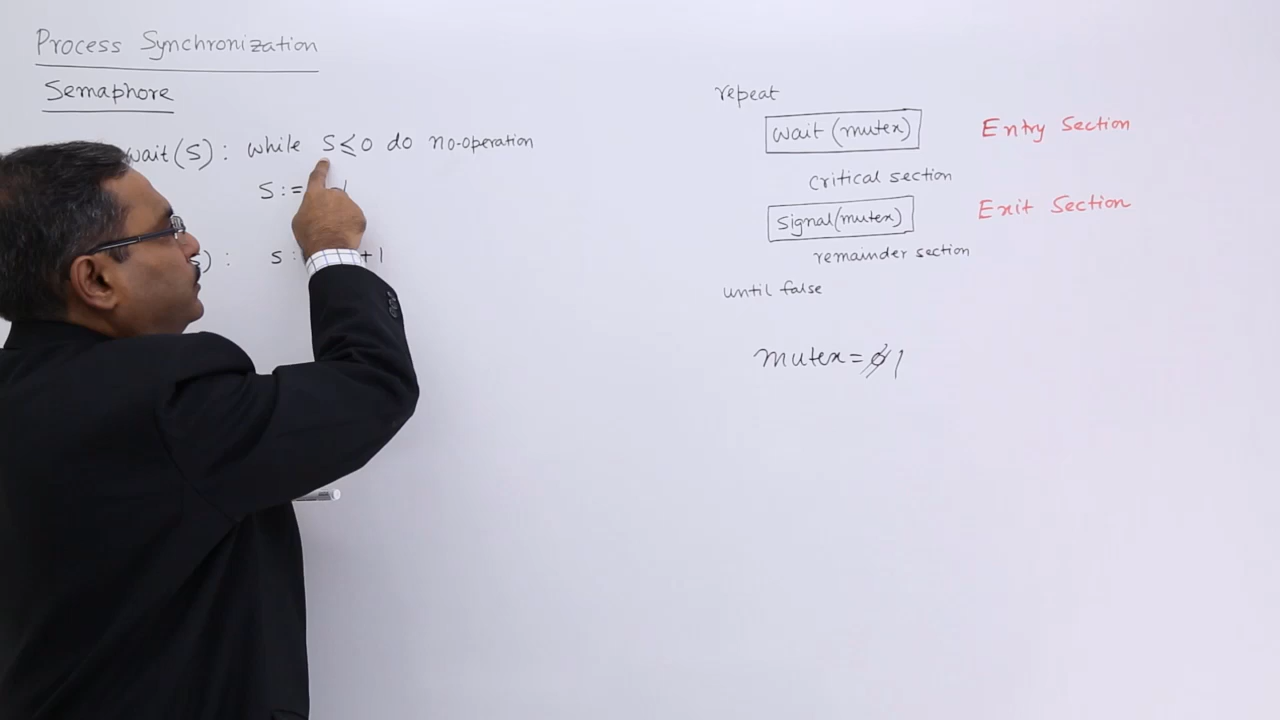 Process Synchronization
Semaphore
wait(S): while S≤0 do no-operation
S:= -1
): S: +1
repeat
wait (mutex) Entry Section
critical section
Signal(mutex) Exit Section
remainder section
until false
mutex = 1